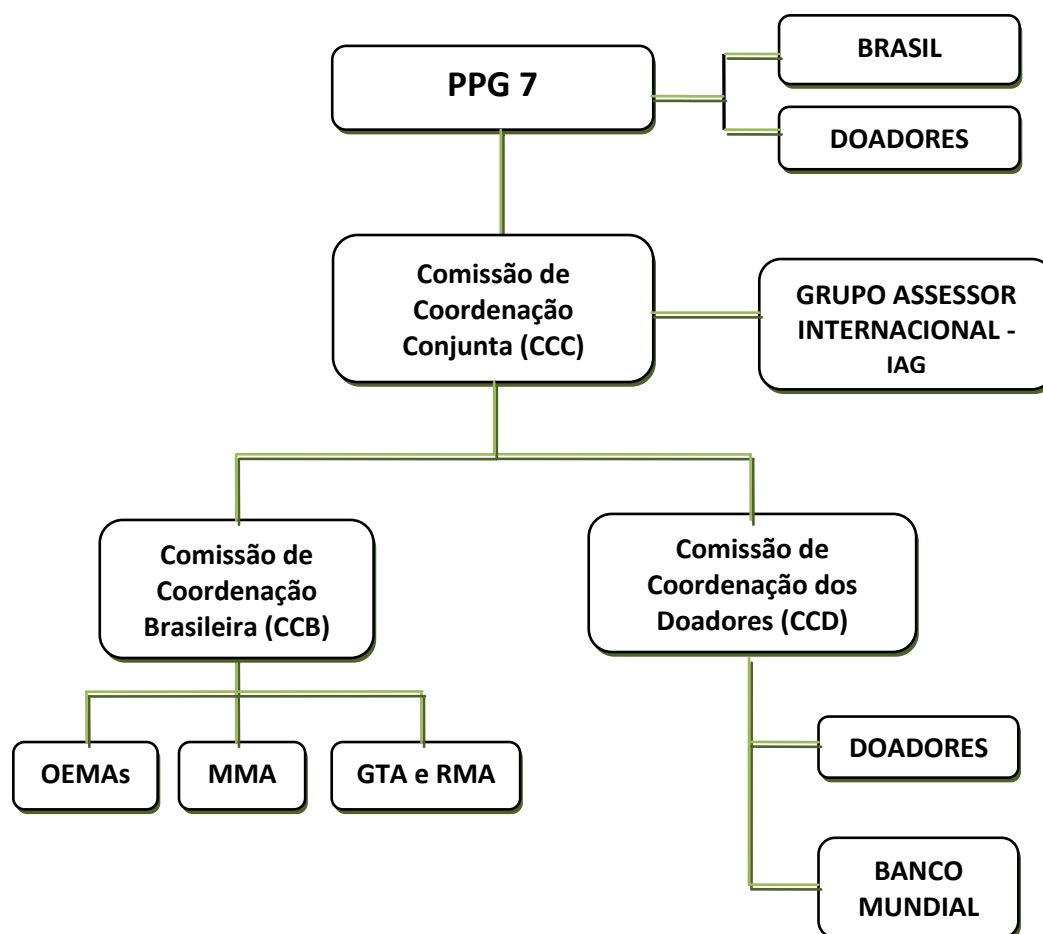 PPG 7
BRASIL
DOADORES
Comissão de
Coordenação
Conjunta (CCC)
GRUPO ASSESSOR
INTERNACIONAL -
IAG
Comissão de
Coordenação
Brasileira (CCB)
Comissão de
Coordenação dos
Doadores (CCD)
OEMAs
MMA
GTA e RMA
DOADORES
BANCO
MUNDIAL